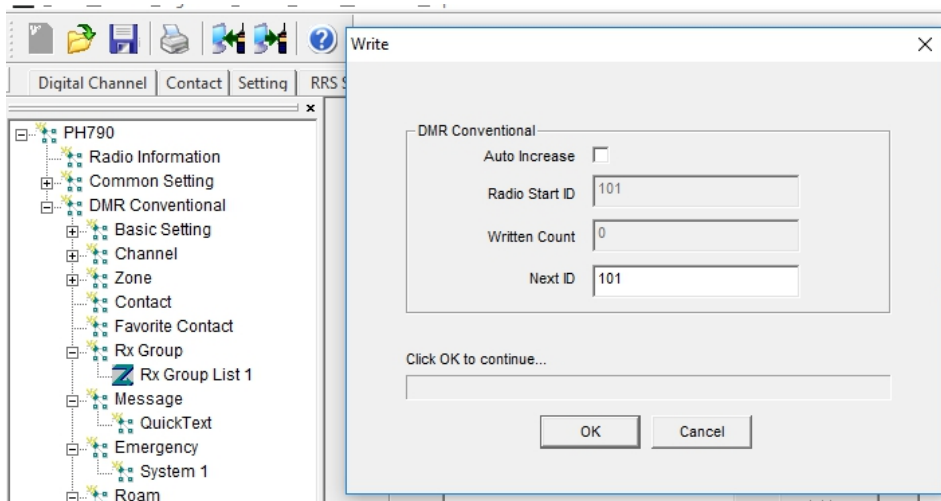 Digital Channel
Contact
Setting
RRS S
PH790
Radio Information
Common Setting
DMR Conventional
Basic Setting
Channel
Zone
Contact
Favorite Contact
Rx Group
Rx Group List 1
Message
QuickText
Emergency
System 1
Roam
Write
DMR Conventional
Auto Increase
Radio Start ID 101
Written Count 0
Next ID 101
Click OK to continue...
OK
Cancel